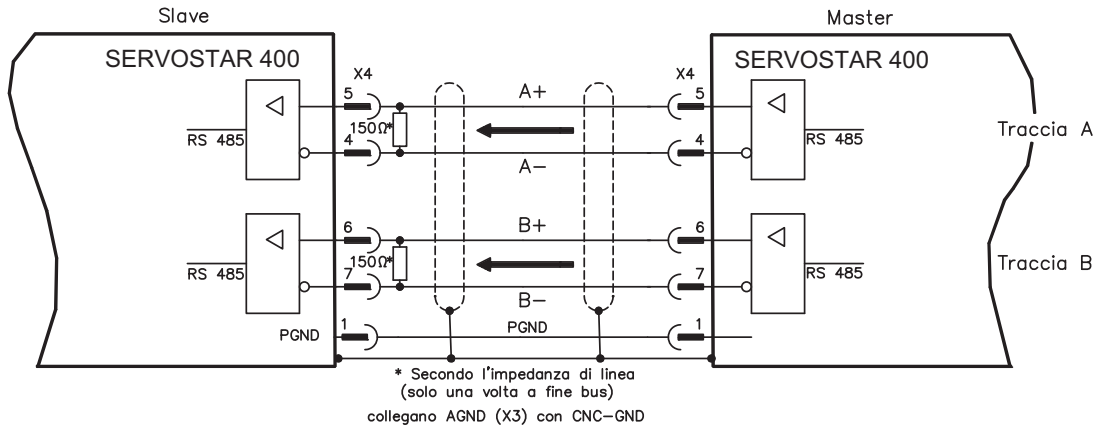 Slave
Master
SERVOSTAR 400
SERVOSTAR 400
X4
X4
5
A+
5
150Ω*
Traccia A
RS 485
RS 485
4
4
A-
6
B+
6
150Ω*
Traccia B
RS 485
RS 485
7
7
B-
PGND
1
PGND
1
* Secondo l'impedanza di linea
(solo una volta a fine bus)
collegano AGND (X3) con CNC-GND